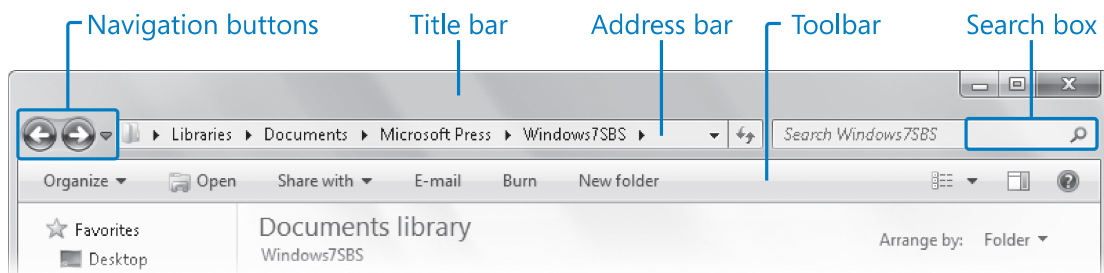 Navigation buttons Title bar Address bar Toolbar Search box
X
Libraries Documents Microsoft Press Windows7SBS Search Windows7SBS
Organize Open Share with E-mail Burn New folder ?
Favorites Documents library
Desktop Windows7SBS Arrange by: Folder